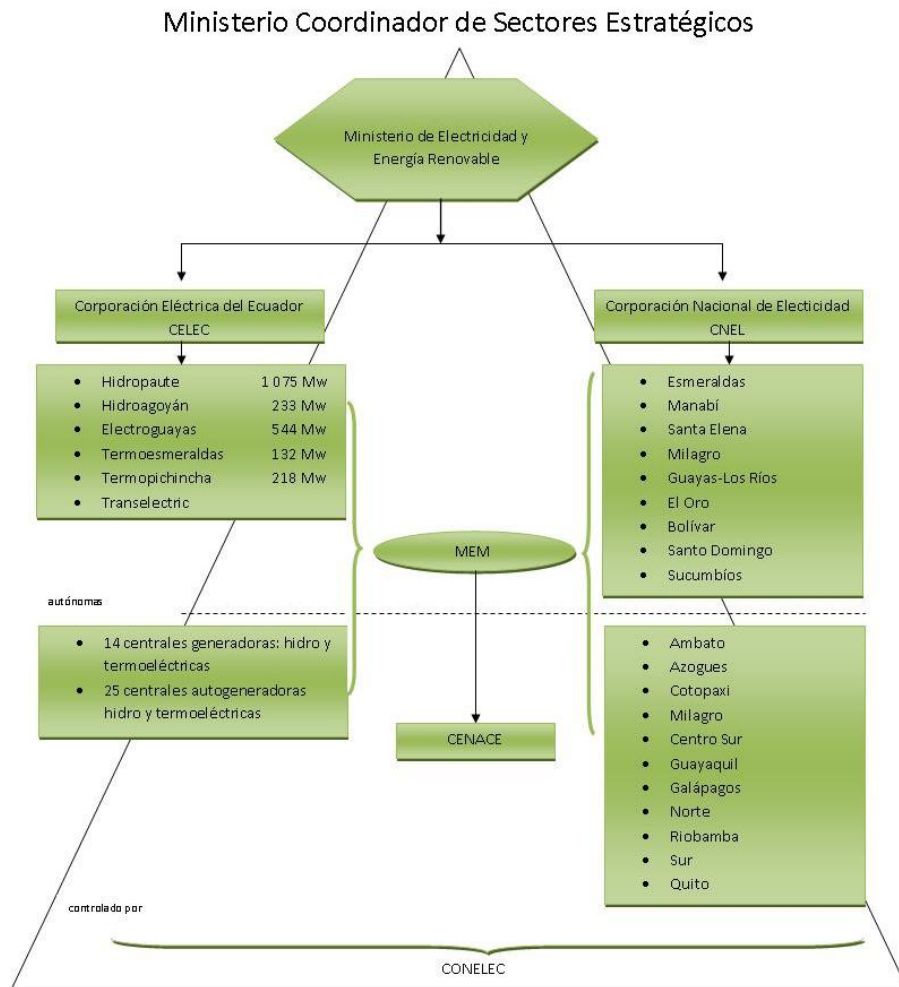 Ministerio Coordinador de Sectores Estratégicos
Ministerio de Electricidad y
Energía Renovable
Corporación Eléctrica del Ecuador
CELEC
Corporación Nacional de Electicidad
CNEL
• Hidropaute 1 075 Mw
• Hidroagoyán 233 Mw
• Electroguayas 544 Mw
• Termoesmeraldas 132 Mw
• Termopichincha 218 Mw
• Transelectric
• Esmeraldas
• Manabí
• Santa Elena
• Milagro
• Guayas-Los Ríos
• El Oro
• Bolívar
• Santo Domingo
• Sucumbíos
MEM
autónomas
• 14 centrales generadoras: hidro y
termoeléctricas
• 25 centrales autogeneradoras
hidro y termoeléctricas
CENACE
• Ambato
• Azogues
• Cotopaxi
• Milagro
• Centro Sur
• Guayaquil
• Galápagos
• Norte
• Riobamba
• Sur
• Quito
controlado por
CONELEC